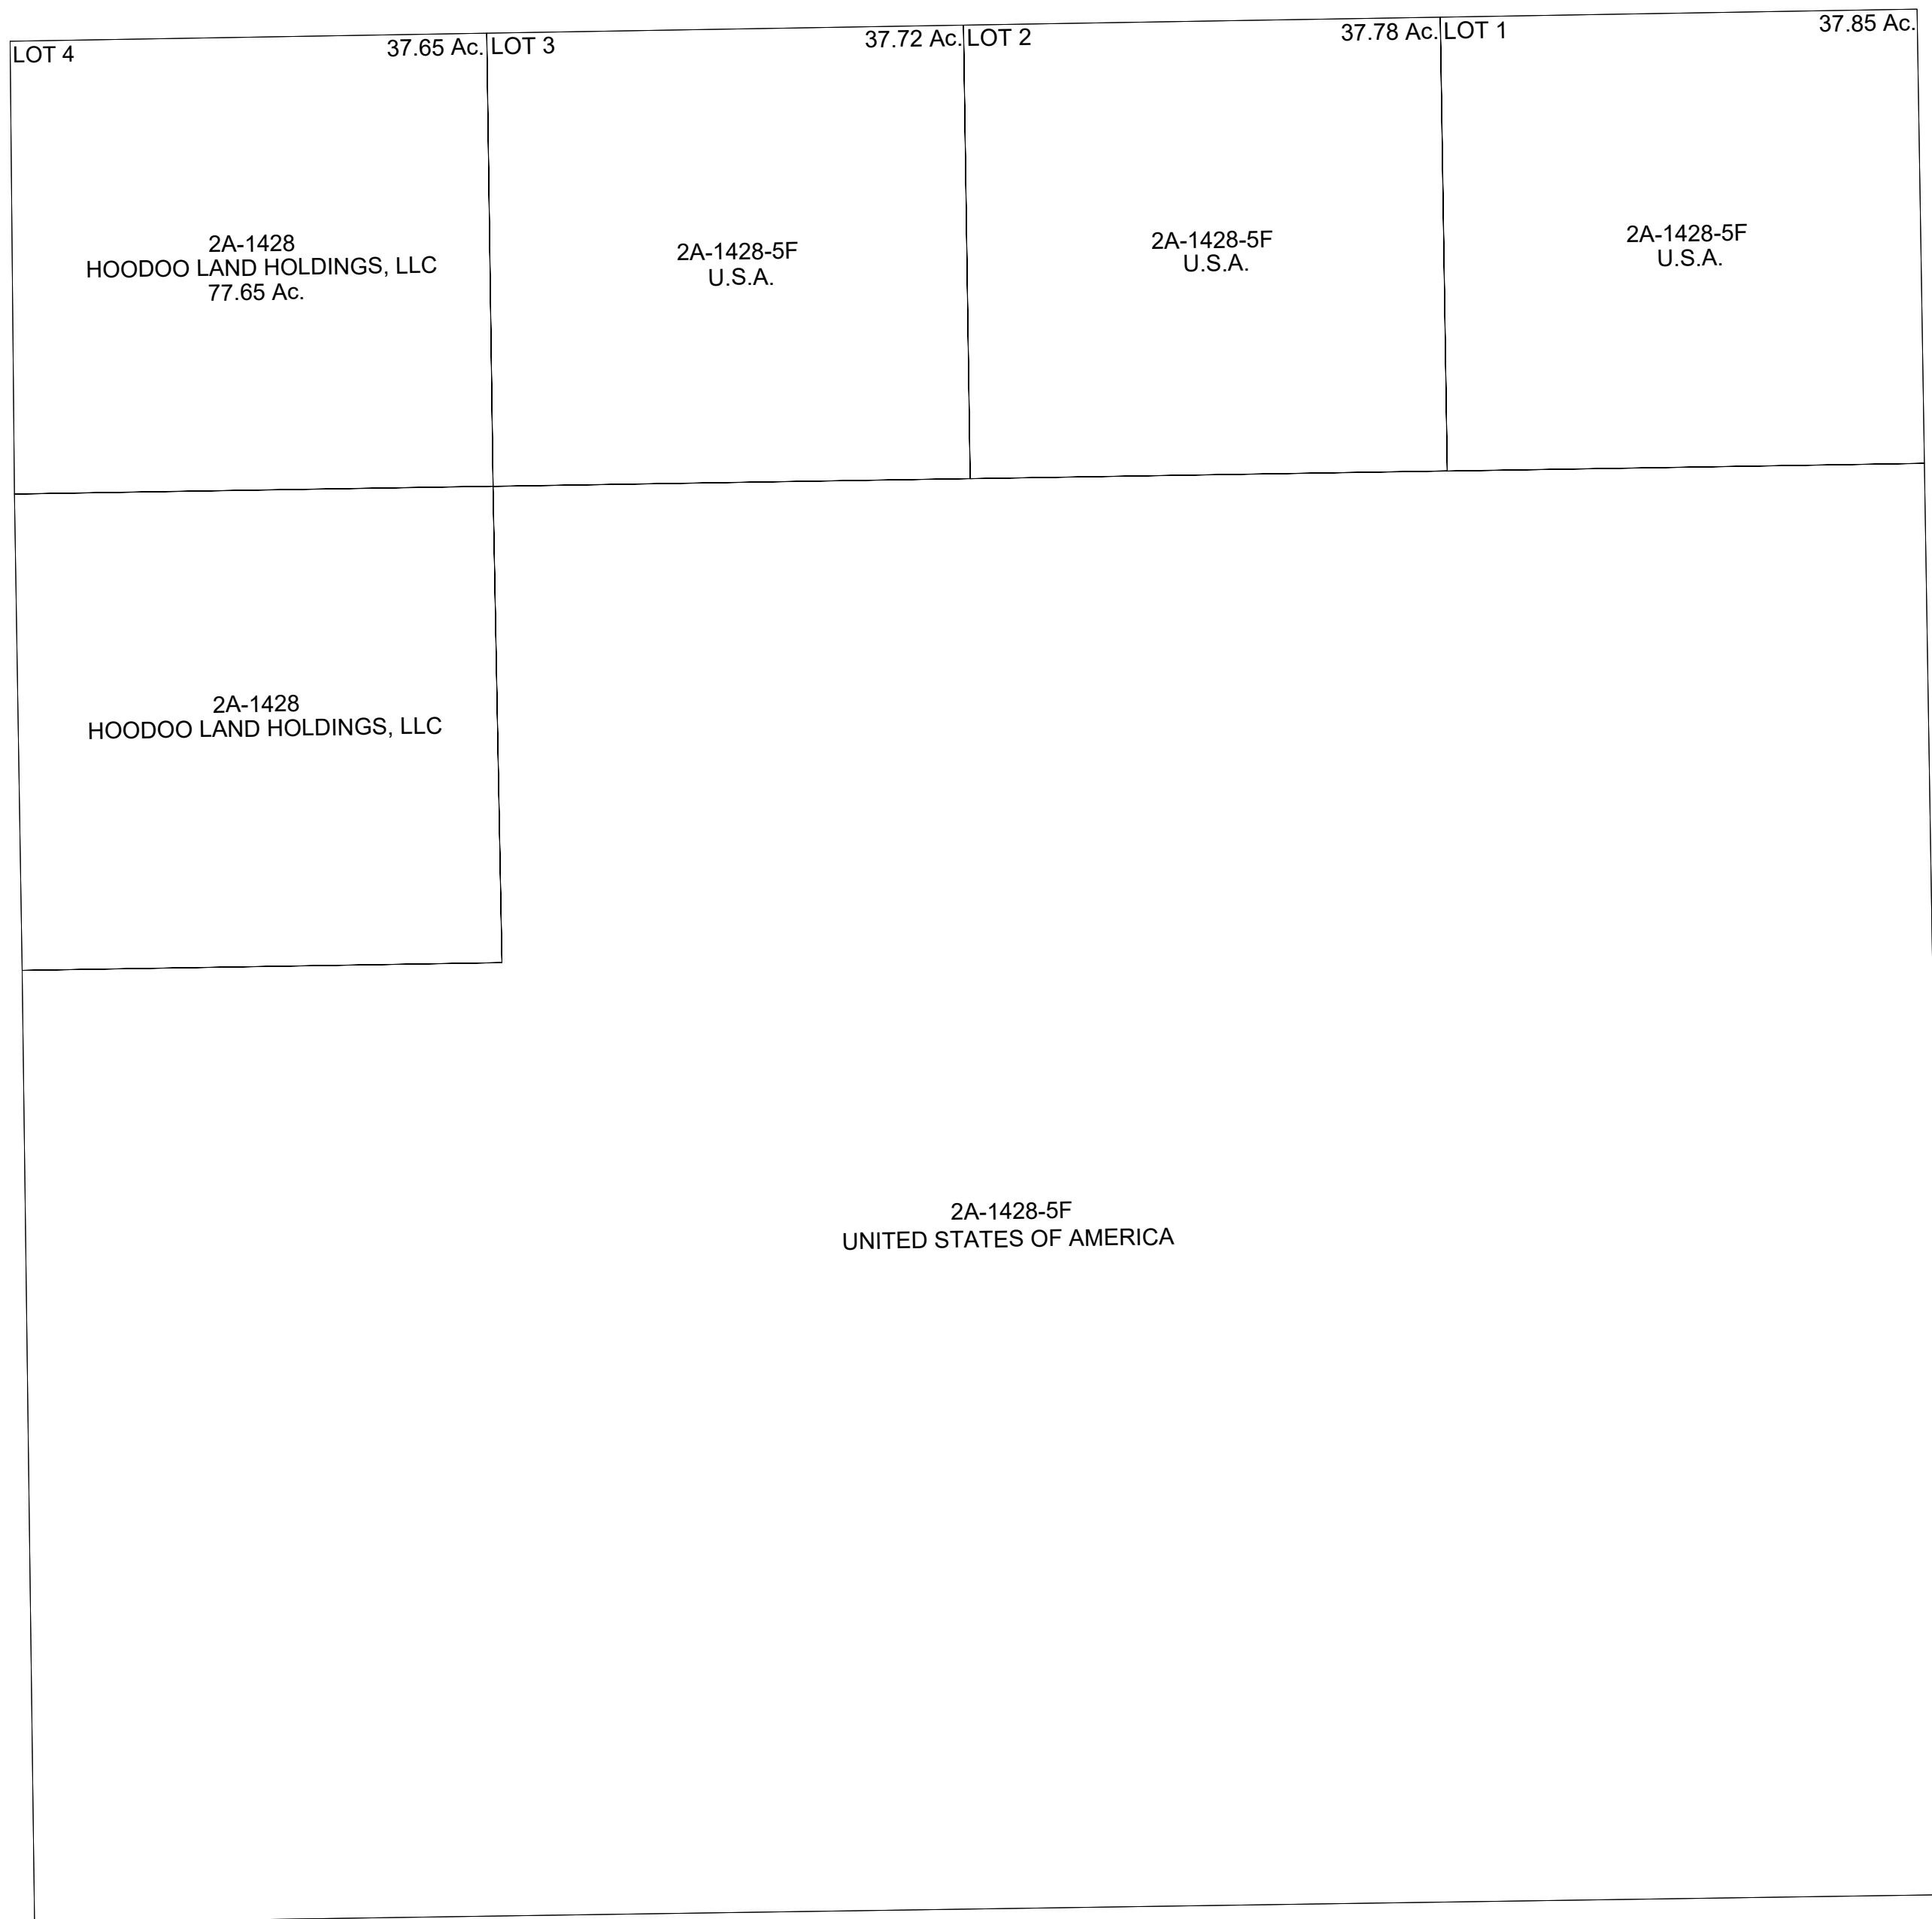 LOT 4
37.65 Ac.
LOT 3
37.72 Ac.
LOT 2
37.78 Ac.
LOT 1
37.85 Ac.
2A-1428
HOODOO LAND HOLDINGS, LLC
77.65 Ac.
2A-1428-5F
U.S.A.
2A-1428-5F
U.S.A.
2A-1428-5F
U.S.A.
2A-1428
HOODOO LAND HOLDINGS, LLC
2A-1428-5F
UNITED STATES OF AMERICA